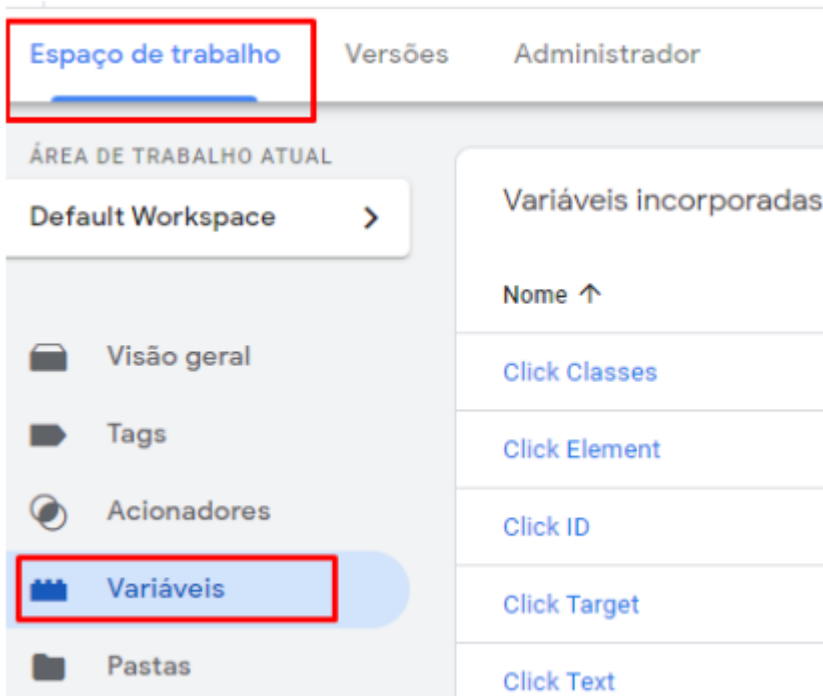 Espaço de trabalho Versões Administrador
ÁREA DE TRABALHO ATUAL
Default Workspace
Visão geral
Tags
Acionadores
Variáveis
Pastas
Variáveis incorporadas
Nome ↑
Click Classes
Click Element
Click ID
Click Target
Click Text